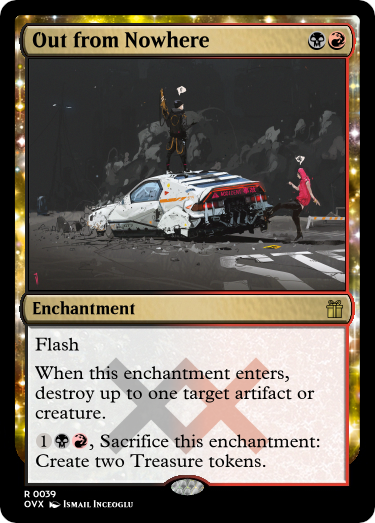 Out from Nowhere
Enchantment
Flash
When this enchantment enters,
destroy up to one target artifact or
creature.
1, Sacrifice this enchantment:
Create two Treasure tokens.
R 0039
OVX Ismail Inceoglu